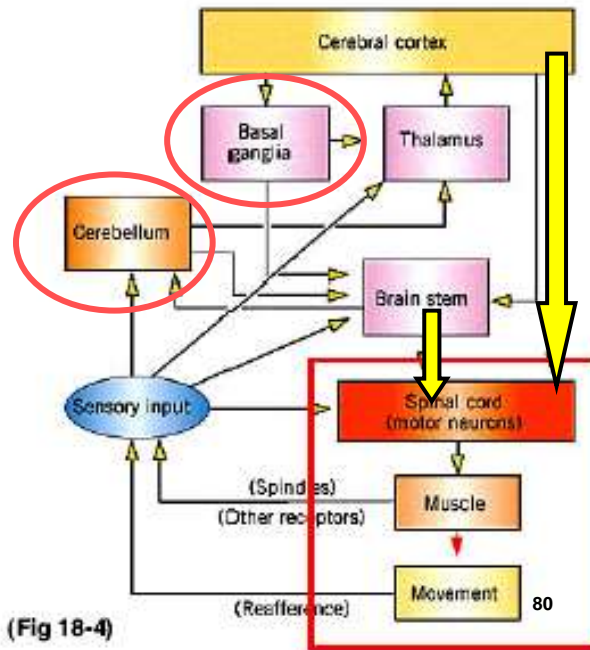 Cerebral cortex
Basal
ganglia
Thalamus
Cerebellum
Brain stem
Sensory input
Spinal cord
(motor neurons)
(Spindles)
(Other receptors)
Muscle
Movement
80
(Reafference)
(Fig 18-4)